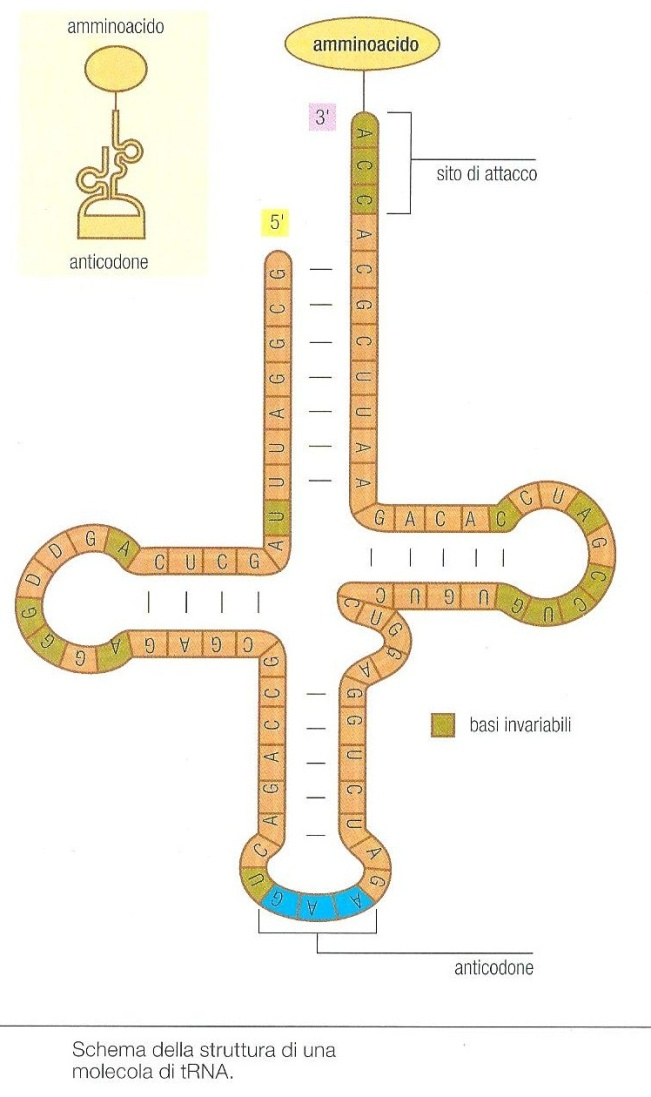 amminoacido
anticodone
amminoacido
3'
A
C
C
A
C
G
C
U
U
A
A
sito di attacco
5'
G
C
G
G
A
U
U
U
A
G A C A C C U A G C C U G U G U C
C U G G A
A C U C G
G D D G G G A
G A G C G
C
C
A
G
A
C
U
G A A
G
A
U
C
U
G
G
basi invariabili
anticodone
Schema della struttura di una
molecola di tRNA.